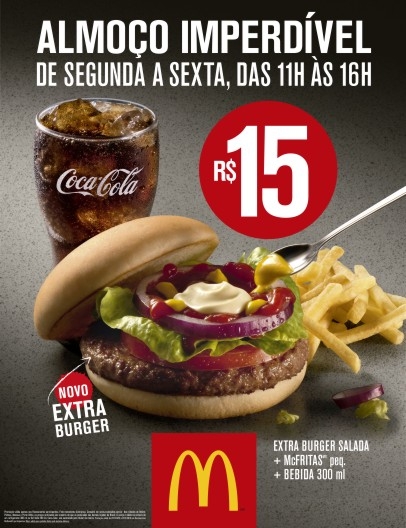 ALMOÇO IMPERDÍVEL
DE SEGUNDA A SEXTA, DAS 11H ÀS 16H
Coca-Cola
R$ 15
NOVO
EXTRA
BURGER
EXTRA BURGER SALADA
+ McFRITAS peq.
+ BEBIDA 300 ml